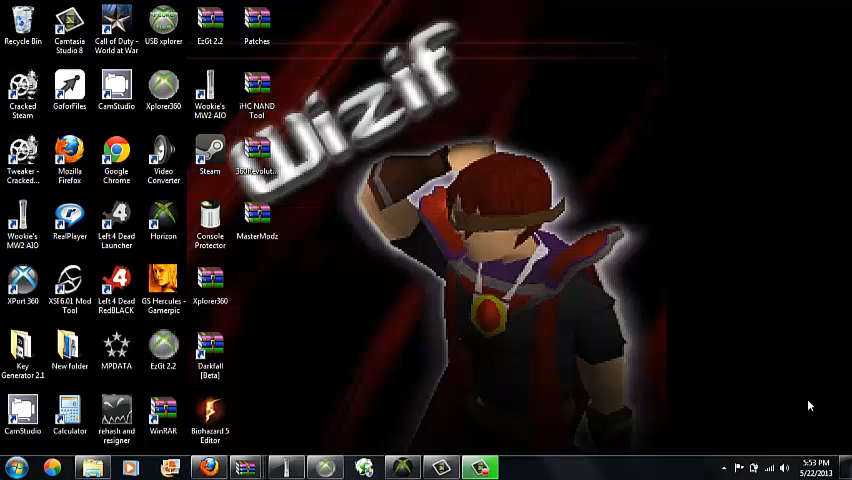 Recycle Bin
Camtasia
Studio 8
Call of Duty -
World at War
USB xplorer
EzGt 2.2
Patches
Cracked
Steam
GoforFiles
CamStudio
Xplorer360
Wookie's
MW2 AIO
iHC NAND
Tool
Tweaker -
Cracked...
Mozilla
Firefox
Google
Chrome
Video
Converter
Steam
360Revolut...
Wookie's
MW2 AIO
RealPlayer
Left 4 Dead
Launcher
Horizon
Console
Protector
MasterModz
XPort 360
XSI6.01 Mod
Tool
Left 4 Dead
RedBLACK
GS Hercules -
Gamerpic
Xplorer360
Key
Generator 2.1
New folder
MPDATA
EzGt 2.2
Darkfall
[Beta]
CamStudio
Calculator
rehash and
resigner
WinRAR
Biohazard 5
Editor
Wizif
5:53 PM
5/22/2013